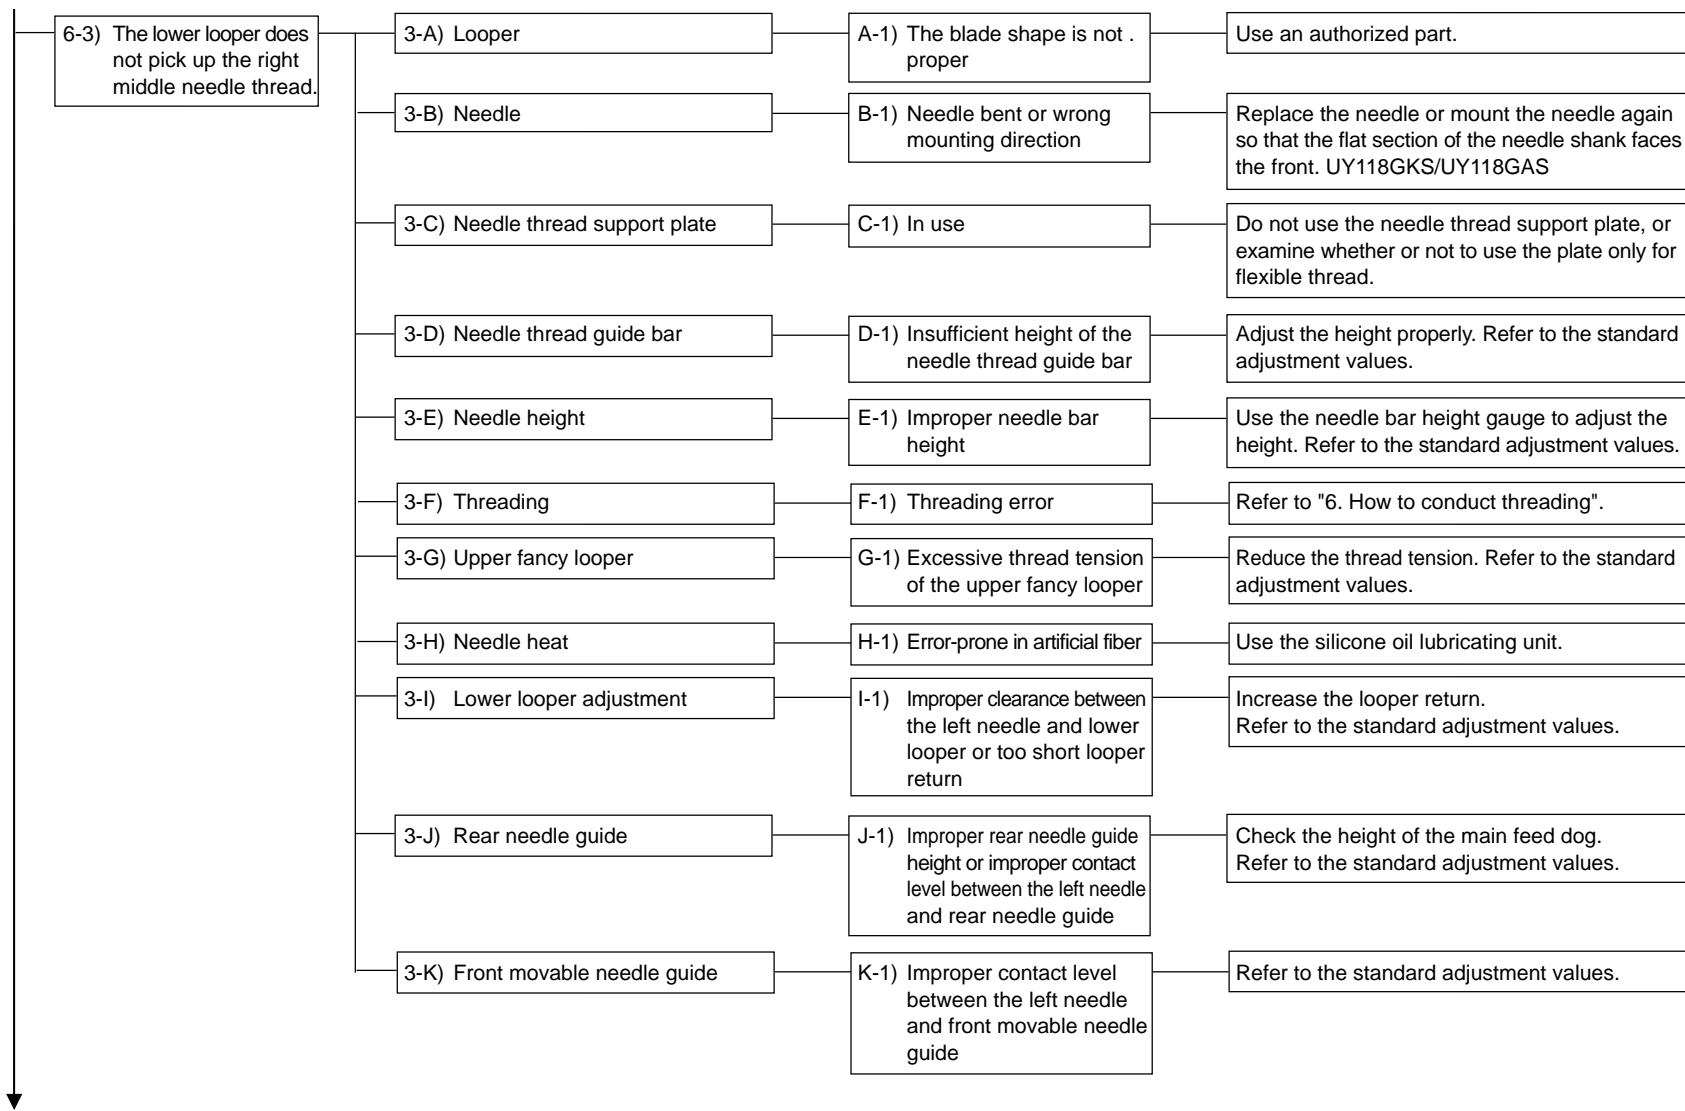 6-3) The lower looper does
not pick up the right
middle needle thread.
3-A) Looper
A-1) The blade shape is not .
proper
Use an authorized part.
3-B) Needle
B-1) Needle bent or wrong
mounting direction
Replace the needle or mount the needle again
so that the flat section of the needle shank faces
the front. UY118GKS/UY118GAS
3-C) Needle thread support plate
C-1) In use
Do not use the needle thread support plate, or
examine whether or not to use the plate only for
flexible thread.
3-D) Needle thread guide bar
D-1) Insufficient height of the
needle thread guide bar
Adjust the height properly. Refer to the standard
adjustment values.
3-E) Needle height
E-1) Improper needle bar
height
Use the needle bar height gauge to adjust the
height. Refer to the standard adjustment values.
3-F) Threading
F-1) Threading error
Refer to "6. How to conduct threading".
3-G) Upper fancy looper
G-1) Excessive thread tension
of the upper fancy looper
Reduce the thread tension. Refer to the standard
adjustment values.
3-H) Needle heat
H-1) Error-prone in artificial fiber
Use the silicone oil lubricating unit.
3-I) Lower looper adjustment
I-1) Improper clearance between
the left needle and lower
looper or too short looper
return
Increase the looper return.
Refer to the standard adjustment values.
3-J) Rear needle guide
J-1) Improper rear needle guide
height or improper contact
level between the left needle
and rear needle guide
Check the height of the main feed dog.
Refer to the standard adjustment values.
3-K) Front movable needle guide
K-1) Improper contact level
between the left needle
and front movable needle
guide
Refer to the standard adjustment values.